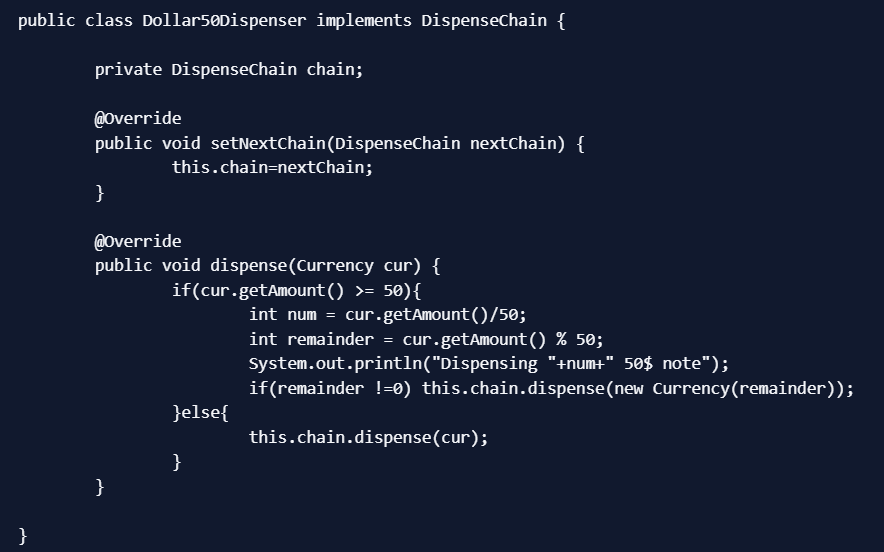 public class Dollar50Dispenser implements DispenseChain {
private DispenseChain chain;
@Override
public void setNextChain(DispenseChain nextChain) {
this.chain=nextChain;
}
@Override
public void dispense(Currency cur) {
if(cur.getAmount() >= 50){
int num = cur.getAmount()/50;
int remainder = cur.getAmount() % 50;
System.out.println("Dispensing "+num+" 50$ note");
if(remainder !=0) this.chain.dispense(new Currency(remainder));
}else{
this.chain.dispense(cur);
}
}
}